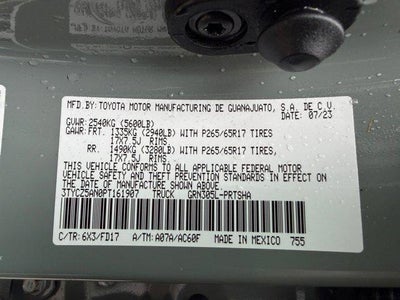 MFD.BY:TOYOTA MOTOR MANUFACTURING DE GUANAJUATO, S.A. DE C.V.
GVWR:2540KG (5600LB) DATE: 07/23
GAWR:FRT. 1335KG (2940LB) WITH P265/65R17 TIRES
17X7.5J RIMS
RR. 1490KG (3280LB) WITH P265/65R17 TIRES
17X7.5J RIMS
THIS VEHICLE CONFORMS TO ALL APPLICABLE FEDERAL MOTOR
VEHICLE SAFETY AND THEFT PREVENTION STANDARDS IN EFFECT
ON THE DATE OF MANUFACTURE SHOWN ABOVE.
3TYCZ5AN0PT161907 TRUCK GRN305L-PRTSHA
C/TR: 6X3/FD17 A/TM: A07A/AC60F MADE IN MEXICO 755